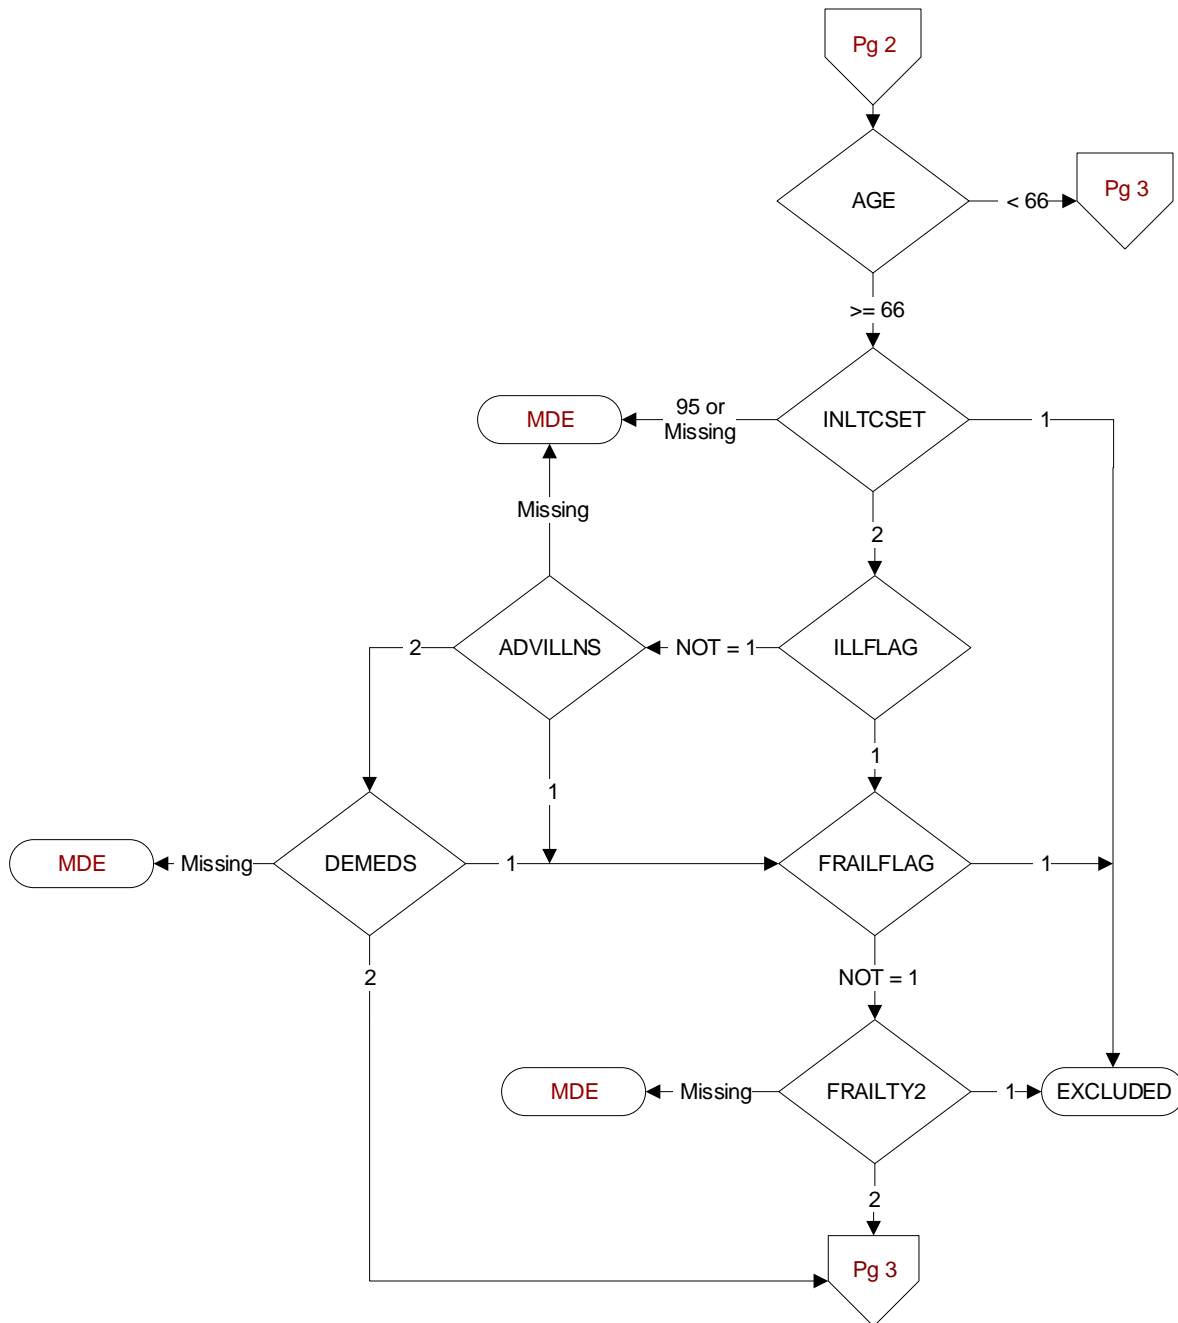 Pg 2
AGE
< 66
Pg 3
>= 66
MDE
95 or
Missing
INLTCSET
1
Missing
2
2
ADVILLNS
NOT = 1
ILLFLAG
1
1
MDE
Missing
DEMEDS
1
FRAILFLAG
1
2
NOT = 1
MDE
Missing
FRAILTY2
1
EXCLUDED
2
Pg 3